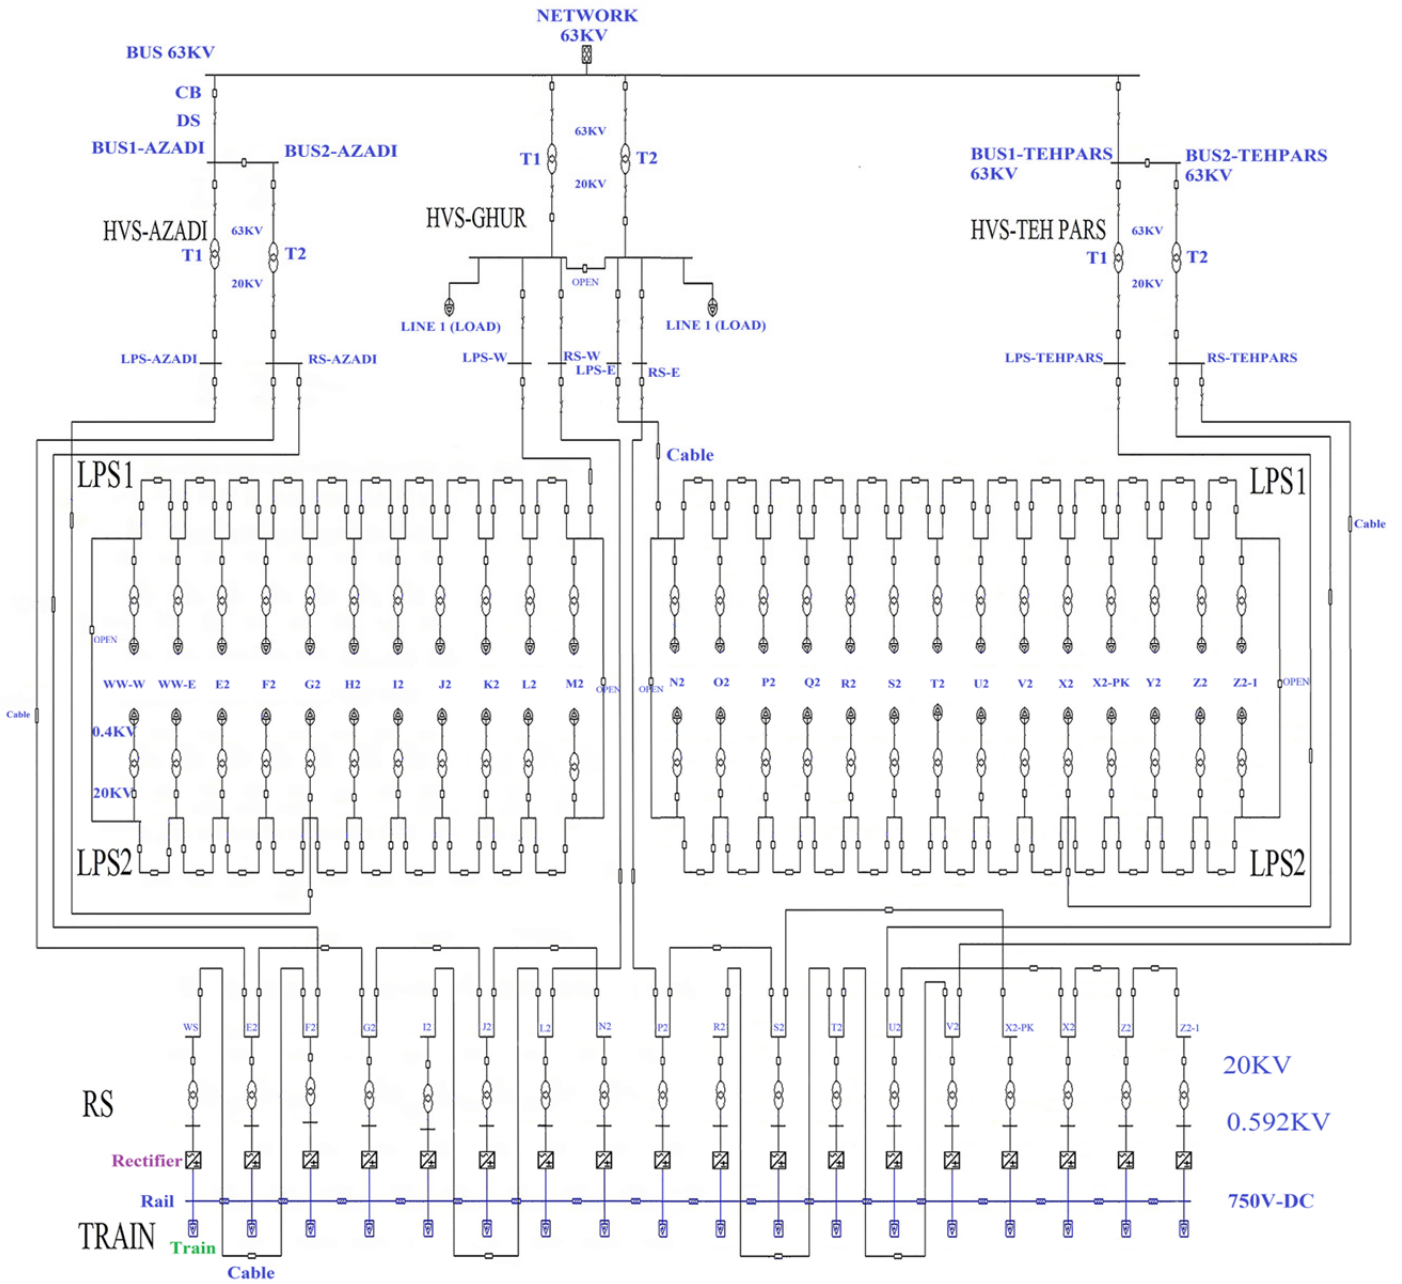 NETWORK
63KV
BUS 63KV
CB
DS
BUS1-AZADI
BUS2-AZADI
63KV
T1
T2
20KV
BUS1-TEHPARS
63KV
BUS2-TEHPARS
63KV
HVS-AZADI
63KV
T1
T2
20KV
HVS-GHUR
HVS-TEH PARS
63KV
T1
T2
20KV
OPEN
LINE 1 (LOAD)
LINE 1 (LOAD)
LPS-AZADI
RS-AZADI
LPS-W
RS-W
LPS-E
RS-E
LPS-TEHPARS
RS-TEHPARS
Cable
LPS1
LPS1
Cable
OPEN
OPEN
OPEN
OPEN
WW-W WW-E E2 F2 G2 H2 I2 J2 K2 L2 M2
N2 O2 P2 Q2 R2 S2 T2 U2 V2 X2 X2-PK Y2 Z2 Z2-1
Cable
0.4KV
20KV
LPS2
LPS2
WS E2 F2 G2 I2 J2 L2 N2 P2 R2 S2 T2 U2 V2 X2-PK X2 Z2 Z2-1
20KV
RS
0.592KV
Rectifier
Rail
750V-DC
TRAIN
Train
Cable